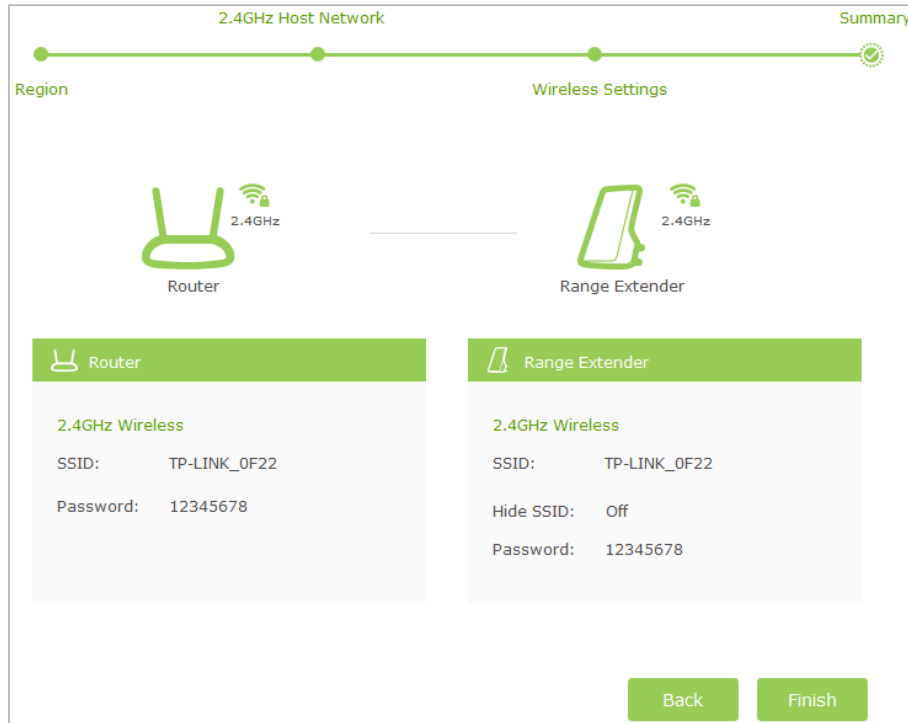 2.4GHz Host Network Summary
Region Wireless Settings
2.4GHz 2.4GHz
Router Range Extender
Router Range Extender
2.4GHz Wireless 2.4GHz Wireless
SSID: TP-LINK_0F22 SSID: TP-LINK_0F22
Password: 12345678 Hide SSID: Off
Password: 12345678
Back Finish